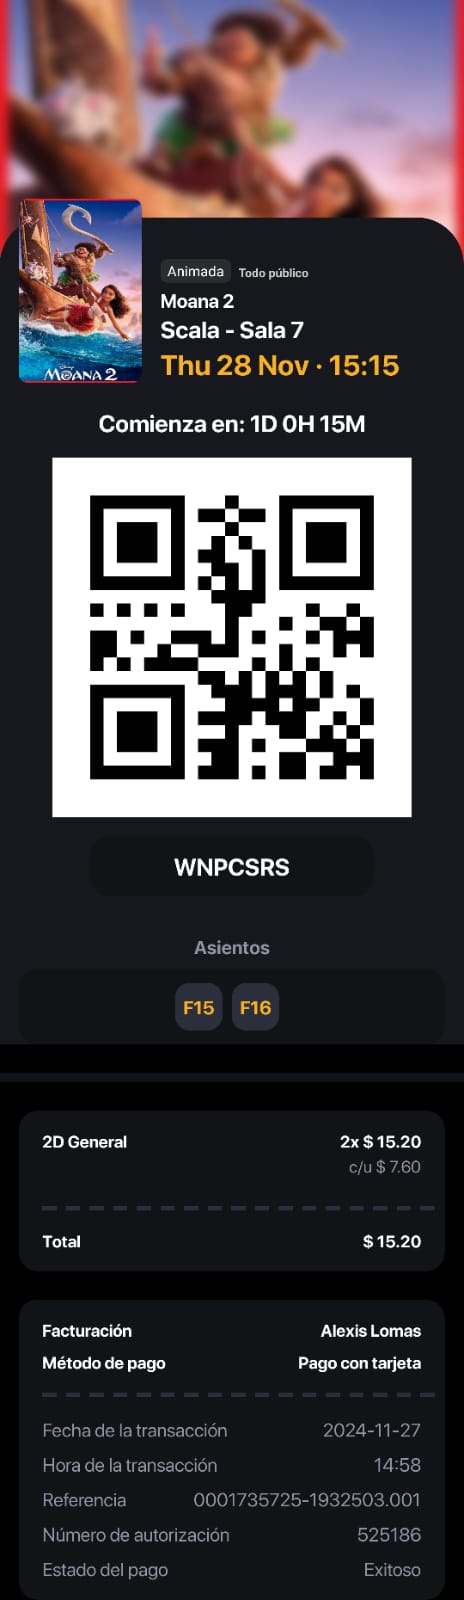 Disney
MOANA 2
Animada Todo público
Moana 2
Scala - Sala 7
Thu 28 Nov · 15:15
Comienza en: 1D 0H 15M
WNPCSRS
Asientos
F15 F16
2D General 2x $ 15.20
c/u $ 7.60
Total $ 15.20
Facturación Alexis Lomas
Método de pago Pago con tarjeta
Fecha de la transacción 2024-11-27
Hora de la transacción 14:58
Referencia 0001735725-1932503.001
Número de autorización 525186
Estado del pago Exitoso